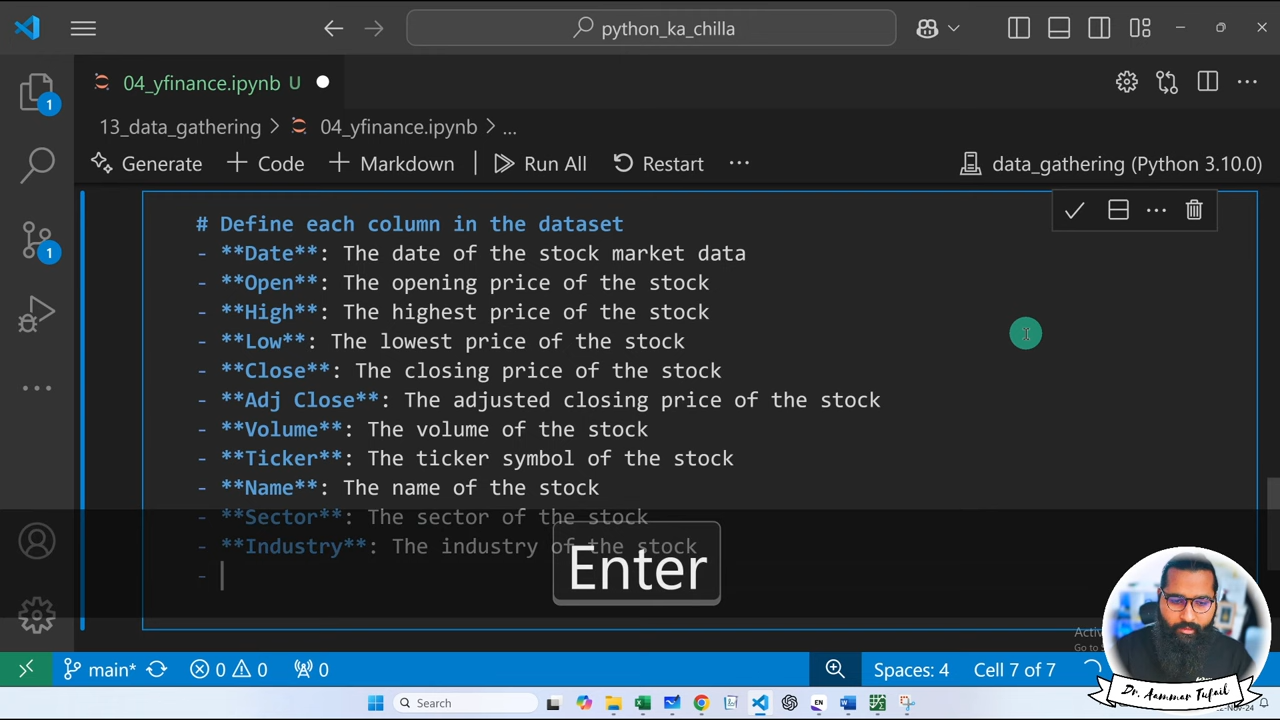 python_ka_chilla
04_yfinance.ipynb U
13_data_gathering > 04_yfinance.ipynb > ...
Generate + Code + Markdown | Run All Restart ... data_gathering (Python 3.10.0)
# Define each column in the dataset
- **Date**: The date of the stock market data
- **Open**: The opening price of the stock
- **High**: The highest price of the stock
- **Low**: The lowest price of the stock
- **Close**: The closing price of the stock
- **Adj Close**: The adjusted closing price of the stock
- **Volume**: The volume of the stock
- **Ticker**: The ticker symbol of the stock
- **Name**: The name of the stock
- **Sector**: The sector of the stock
- **Industry**: The industry of the stock
-
Enter
1
1
main* 0 0 0 Spaces: 4 Cell 7 of 7
Search
Dr. Aammar Tufail